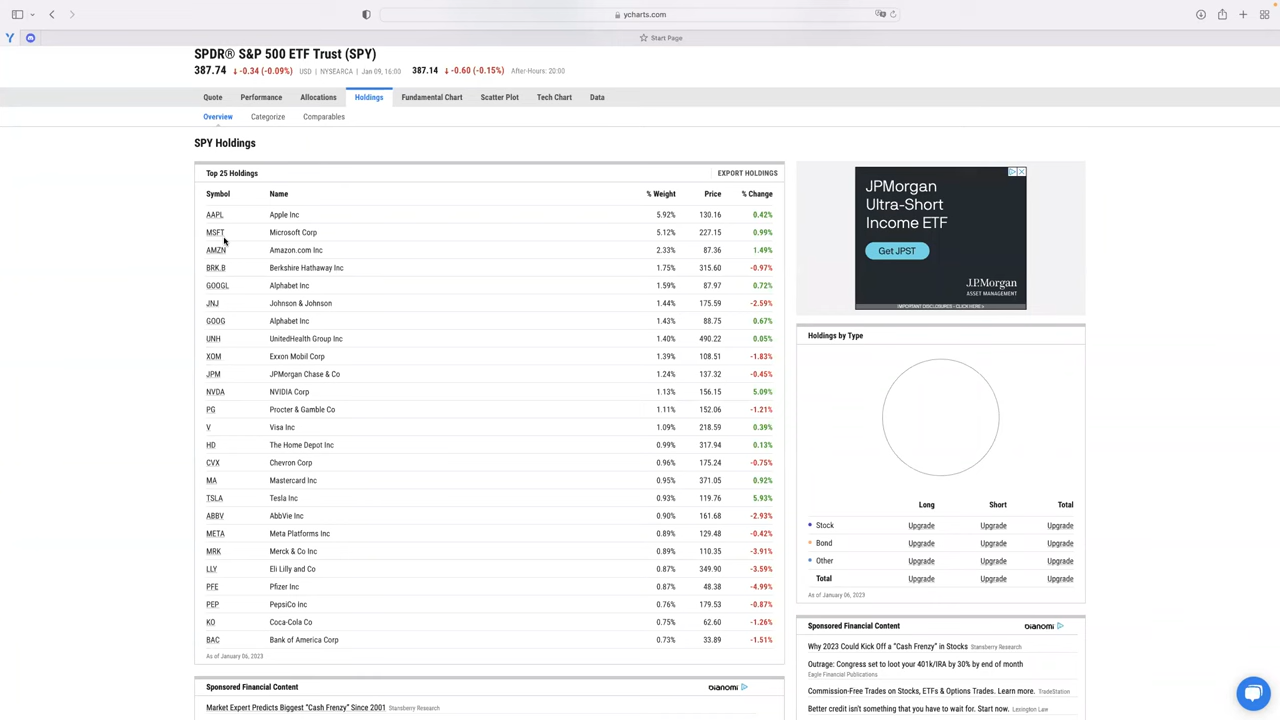 ycharts.com
Start Page
SPDR® S&P 500 ETF Trust (SPY)
387.74 ↓ -0.34 (-0.09%) USD | NYSEARCA | Jan 09, 16:00 387.14 ↓ -0.60 (-0.15%) After-Hours: 20:00
Quote Performance Allocations Holdings Fundamental Chart Scatter Plot Tech Chart Data
Overview Categorize Comparables
SPY Holdings
Top 25 Holdings EXPORT HOLDINGS
Symbol Name % Weight Price % Change
AAPL Apple Inc 5.92% 130.16 0.42%
MSFT Microsoft Corp 5.12% 227.15 0.99%
AMZN Amazon.com Inc 2.33% 87.36 1.49%
BRK.B Berkshire Hathaway Inc 1.75% 315.60 -0.97%
GOOGL Alphabet Inc 1.59% 87.97 0.72%
JNJ Johnson & Johnson 1.44% 175.59 -2.59%
GOOG Alphabet Inc 1.43% 88.75 0.67%
UNH UnitedHealth Group Inc 1.40% 490.22 0.05%
XOM Exxon Mobil Corp 1.39% 108.51 -1.83%
JPM JPMorgan Chase & Co 1.24% 137.32 -0.45%
NVDA NVIDIA Corp 1.13% 156.15 5.09%
PG Procter & Gamble Co 1.11% 152.06 -1.21%
V Visa Inc 1.09% 218.59 0.39%
HD The Home Depot Inc 0.99% 317.94 0.13%
CVX Chevron Corp 0.96% 175.24 -0.75%
MA Mastercard Inc 0.95% 371.05 0.92%
TSLA Tesla Inc 0.93% 119.76 5.93%
ABBV AbbVie Inc 0.90% 161.68 -2.93%
META Meta Platforms Inc 0.89% 129.48 -0.42%
MRK Merck & Co Inc 0.89% 110.35 -3.91%
LLY Eli Lilly and Co 0.87% 349.90 -3.59%
PFE Pfizer Inc 0.87% 48.38 -4.99%
PEP PepsiCo Inc 0.76% 179.53 -0.87%
KO Coca-Cola Co 0.75% 62.60 -1.26%
BAC Bank of America Corp 0.73% 33.89 -1.51%
As of January 06, 2023
Sponsored Financial Content dianomi
Market Expert Predicts Biggest “Cash Frenzy” Since 2001 Stansberry Research
JPMorgan
Ultra-Short
Income ETF
Get JPST
J.P.Morgan
ASSET MANAGEMENT
IMPORTANT DISCLOSURES - CLICK HERE >
Holdings by Type
Long Short Total
Stock Upgrade Upgrade Upgrade
Bond Upgrade Upgrade Upgrade
Other Upgrade Upgrade Upgrade
Total Upgrade Upgrade Upgrade
As of January 06, 2023
Sponsored Financial Content dianomi
Why 2023 Could Kick Off a “Cash Frenzy” in Stocks Stansberry Research
Outrage: Congress set to loot your 401k/IRA by 30% by end of month
Eagle Financial Publications
Commission-Free Trades on Stocks, ETFs & Options Trades. Learn more. TradeStation
Better credit isn't something that you have to wait for. Start now. Lexington Law